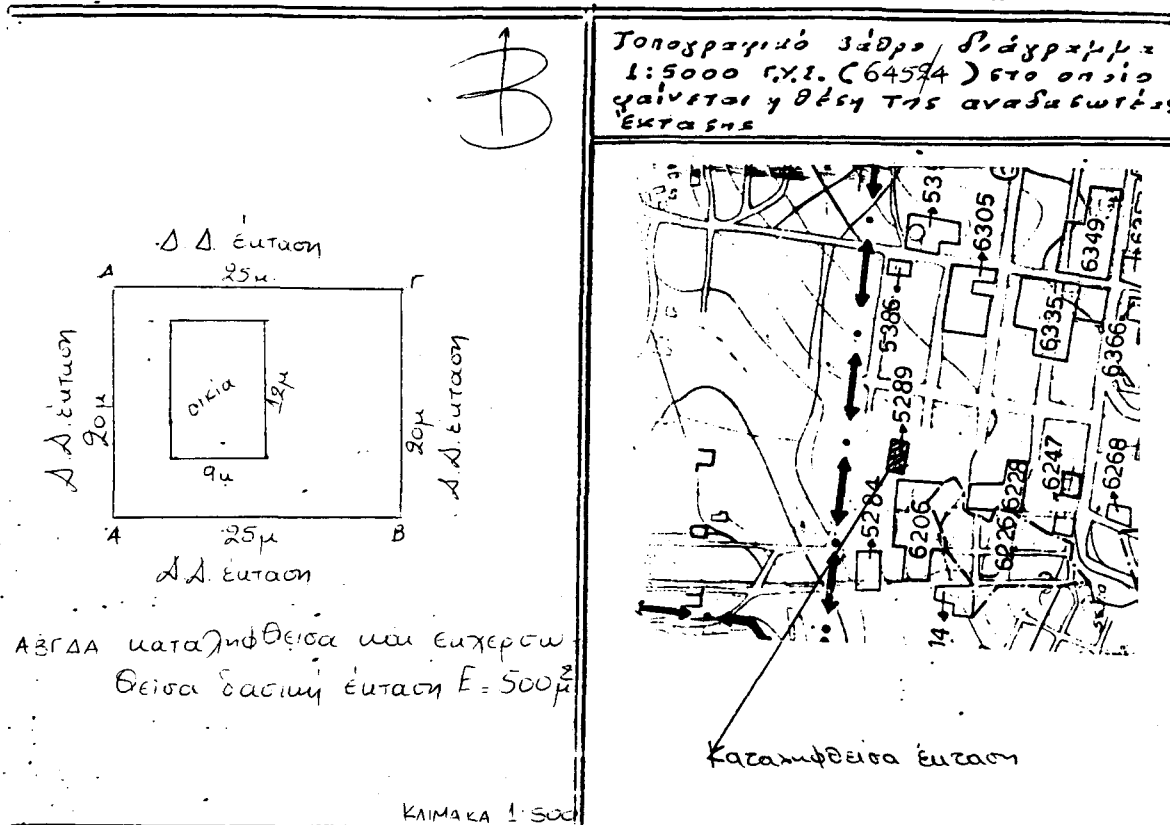 Β
Δ.Δ. έκταση
25μ.
Δ
Γ
Δ.Δ. έκταση
20μ
οικία
12μ
9μ
20μ
Δ.Δ. έκταση
Α
25μ
Β
Δ.Δ. έκταση
ΑΒΓΔΑ καταληφθείσα και εκχερσω-
θείσα δασική έκταση Ε=500μ²
ΚΛΙΜΑΚΑ 1:500
Τοπογραφικό βάθρο/διάγραμμα
1:5000 Γ.Υ.Σ. (64594) στο οποίο
φαίνεται η θέση της αναδασωτέας
έκτασης
6305
6349
5386
6335
6366
5289
5284
6206
6226
6228
6247
6268
14
Καταληφθείσα έκταση